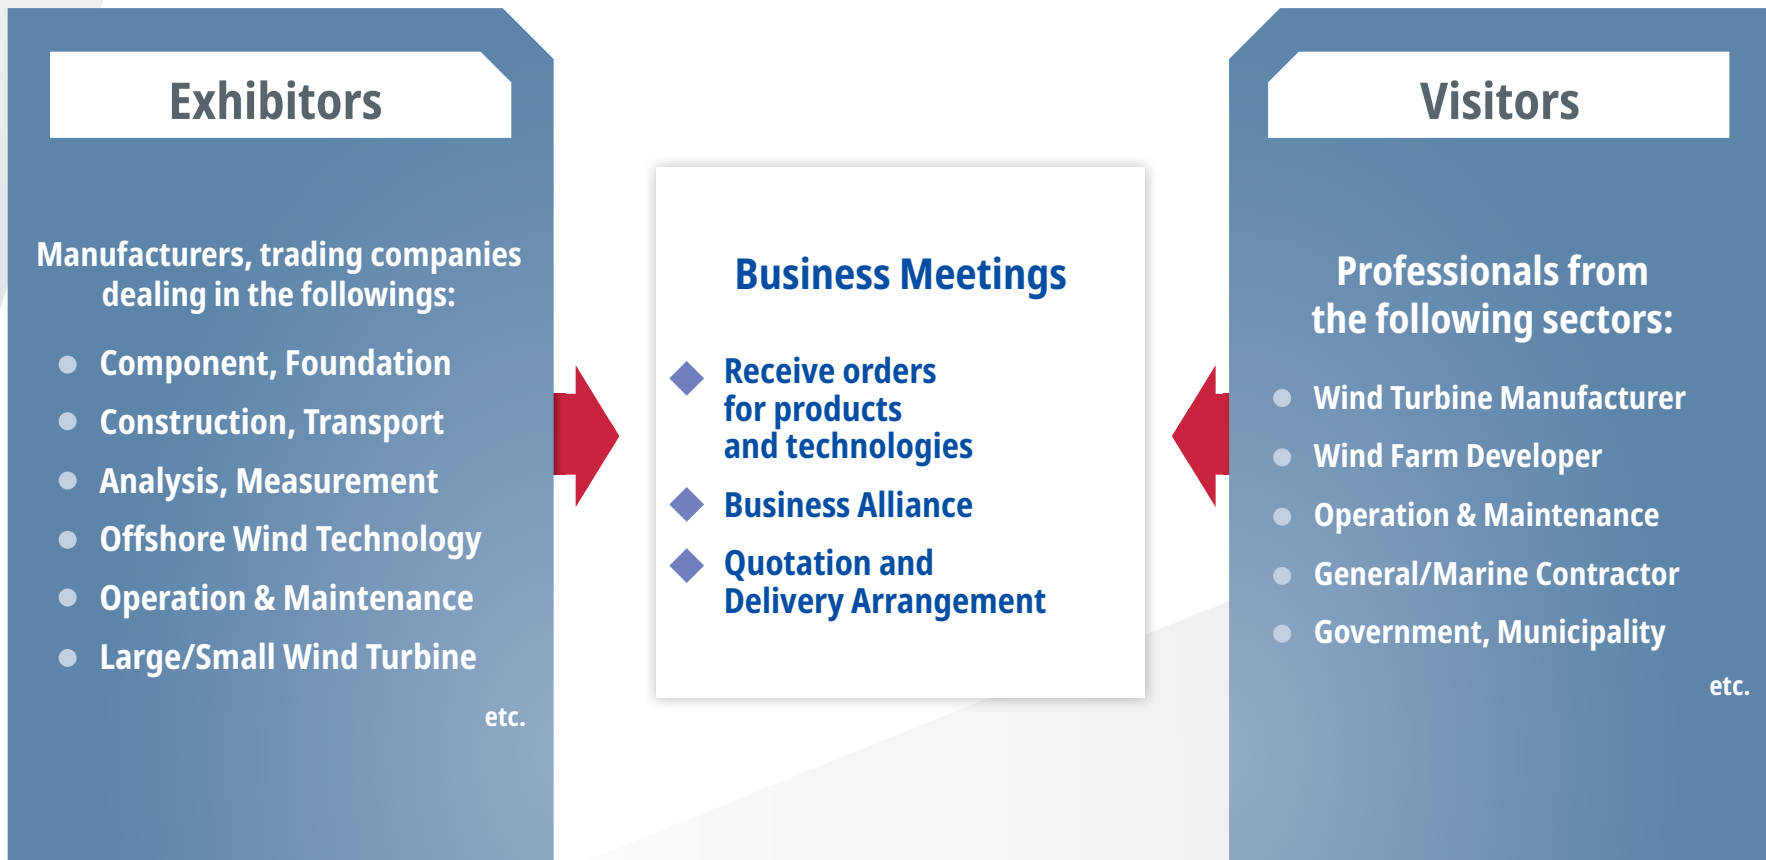 Exhibitors
Manufacturers, trading companies
dealing in the followings:
Component, Foundation
Construction, Transport
Analysis, Measurement
Offshore Wind Technology
Operation & Maintenance
Large/Small Wind Turbine
etc.
Business Meetings
Receive orders
for products
and technologies
Business Alliance
Quotation and
Delivery Arrangement
Visitors
Professionals from
the following sectors:
Wind Turbine Manufacturer
Wind Farm Developer
Operation & Maintenance
General/Marine Contractor
Government, Municipality
etc.